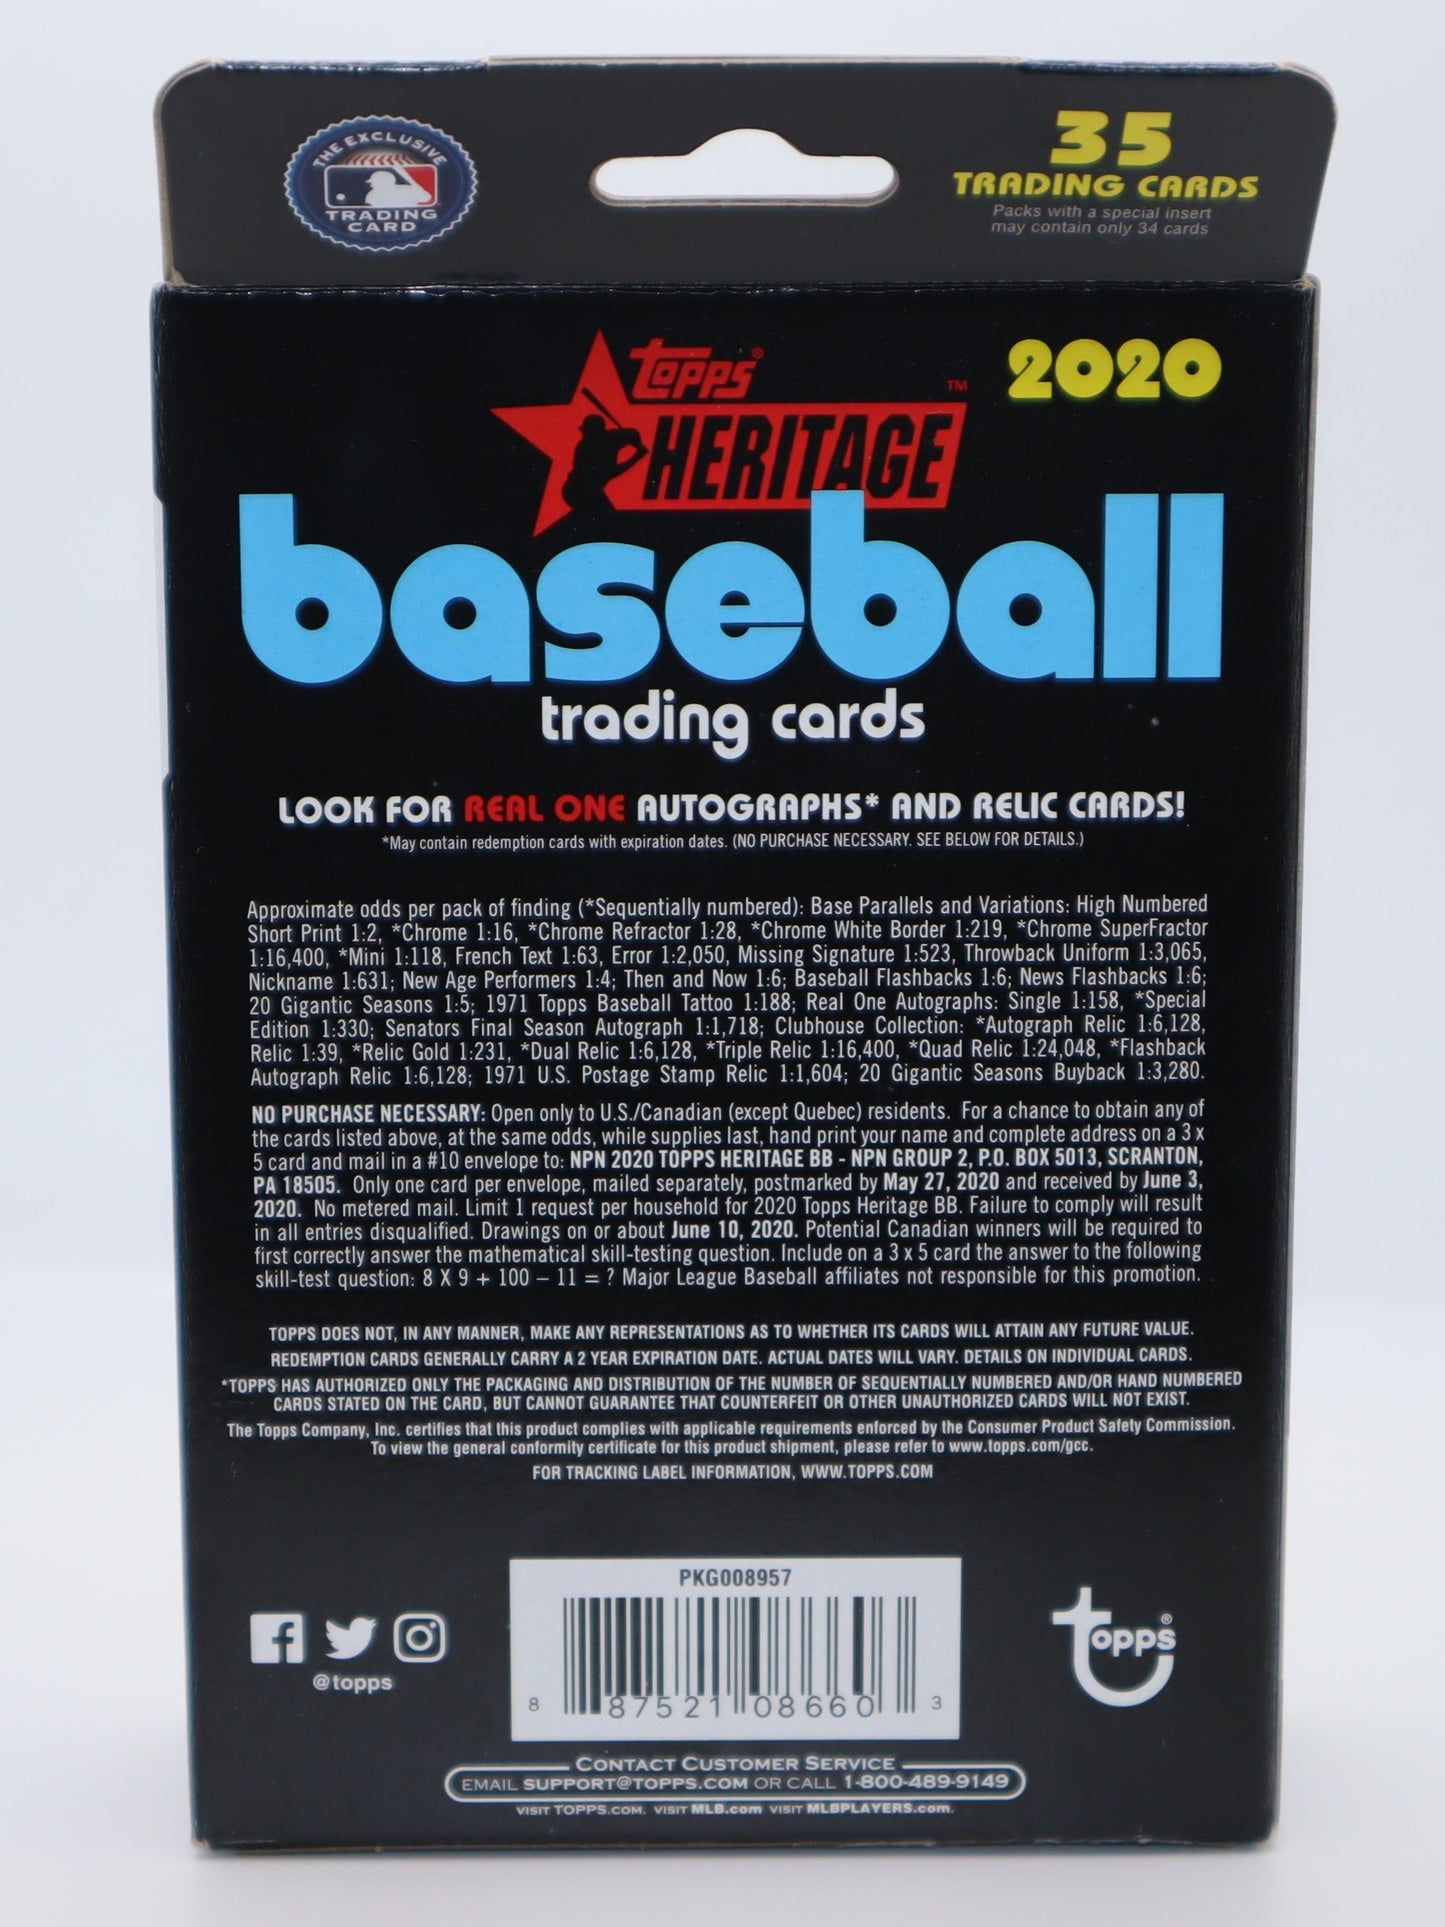 THE EXCLUSIVE
TRADING
CARD
35
TRADING CARDS
Packs with a special insert
may contain only 34 cards
topps®
2020
HERITAGE™
baseball
trading cards
LOOK FOR REAL ONE AUTOGRAPHS* AND RELIC CARDS!
*May contain redemption cards with expiration dates. (NO PURCHASE NECESSARY. SEE BELOW FOR DETAILS.)
Approximate odds per pack of finding (*Sequentially numbered): Base Parallels and Variations: High Numbered
Short Print 1:2, *Chrome 1:16, *Chrome Refractor 1:28, *Chrome White Border 1:219, *Chrome SuperFractor
1:16,400, *Mini 1:118, French Text 1:63, Error 1:2,050, Missing Signature 1:523, Throwback Uniform 1:3,065,
Nickname 1:631; New Age Performers 1:4; Then and Now 1:6; Baseball Flashbacks 1:6; News Flashbacks 1:6;
20 Gigantic Seasons 1:5; 1971 Topps Baseball Tattoo 1:188; Real One Autographs: Single 1:158, *Special
Edition 1:330; Senators Final Season Autograph 1:1,718; Clubhouse Collection: *Autograph Relic 1:6,128,
Relic 1:39, *Relic Gold 1:231, *Dual Relic 1:6,128, *Triple Relic 1:16,400, *Quad Relic 1:24,048, *Flashback
Autograph Relic 1:6,128; 1971 U.S. Postage Stamp Relic 1:1,604; 20 Gigantic Seasons Buyback 1:3,280.
NO PURCHASE NECESSARY: Open only to U.S./Canadian (except Quebec) residents. For a chance to obtain any of
the cards listed above, at the same odds, while supplies last, hand print your name and complete address on a 3 x
5 card and mail in a #10 envelope to: NPN 2020 TOPPS HERITAGE BB - NPN GROUP 2, P.O. BOX 5013, SCRANTON,
PA 18505. Only one card per envelope, mailed separately, postmarked by May 27, 2020 and received by June 3,
2020. No metered mail. Limit 1 request per household for 2020 Topps Heritage BB. Failure to comply will result
in all entries disqualified. Drawings on or about June 10, 2020. Potential Canadian winners will be required to
first correctly answer the mathematical skill-testing question. Include on a 3 x 5 card the answer to the following
skill-test question: 8 X 9 + 100 – 11 = ? Major League Baseball affiliates not responsible for this promotion.
TOPPS DOES NOT, IN ANY MANNER, MAKE ANY REPRESENTATIONS AS TO WHETHER ITS CARDS WILL ATTAIN ANY FUTURE VALUE.
REDEMPTION CARDS GENERALLY CARRY A 2 YEAR EXPIRATION DATE. ACTUAL DATES WILL VARY. DETAILS ON INDIVIDUAL CARDS.
*TOPPS HAS AUTHORIZED ONLY THE PACKAGING AND DISTRIBUTION OF THE NUMBER OF SEQUENTIALLY NUMBERED AND/OR HAND NUMBERED
CARDS STATED ON THE CARD, BUT CANNOT GUARANTEE THAT COUNTERFEIT OR OTHER UNAUTHORIZED CARDS WILL NOT EXIST.
The Topps Company, Inc. certifies that this product complies with applicable requirements enforced by the Consumer Product Safety Commission.
To view the general conformity certificate for this product shipment, please refer to www.topps.com/gcc.
FOR TRACKING LABEL INFORMATION, WWW.TOPPS.COM
PKG008957
8 87521 08660 3
@topps
topps®
CONTACT CUSTOMER SERVICE
EMAIL SUPPORT@TOPPS.COM OR CALL 1-800-489-9149
VISIT TOPPS.COM. VISIT MLB.com VISIT MLBPLAYERS.com.